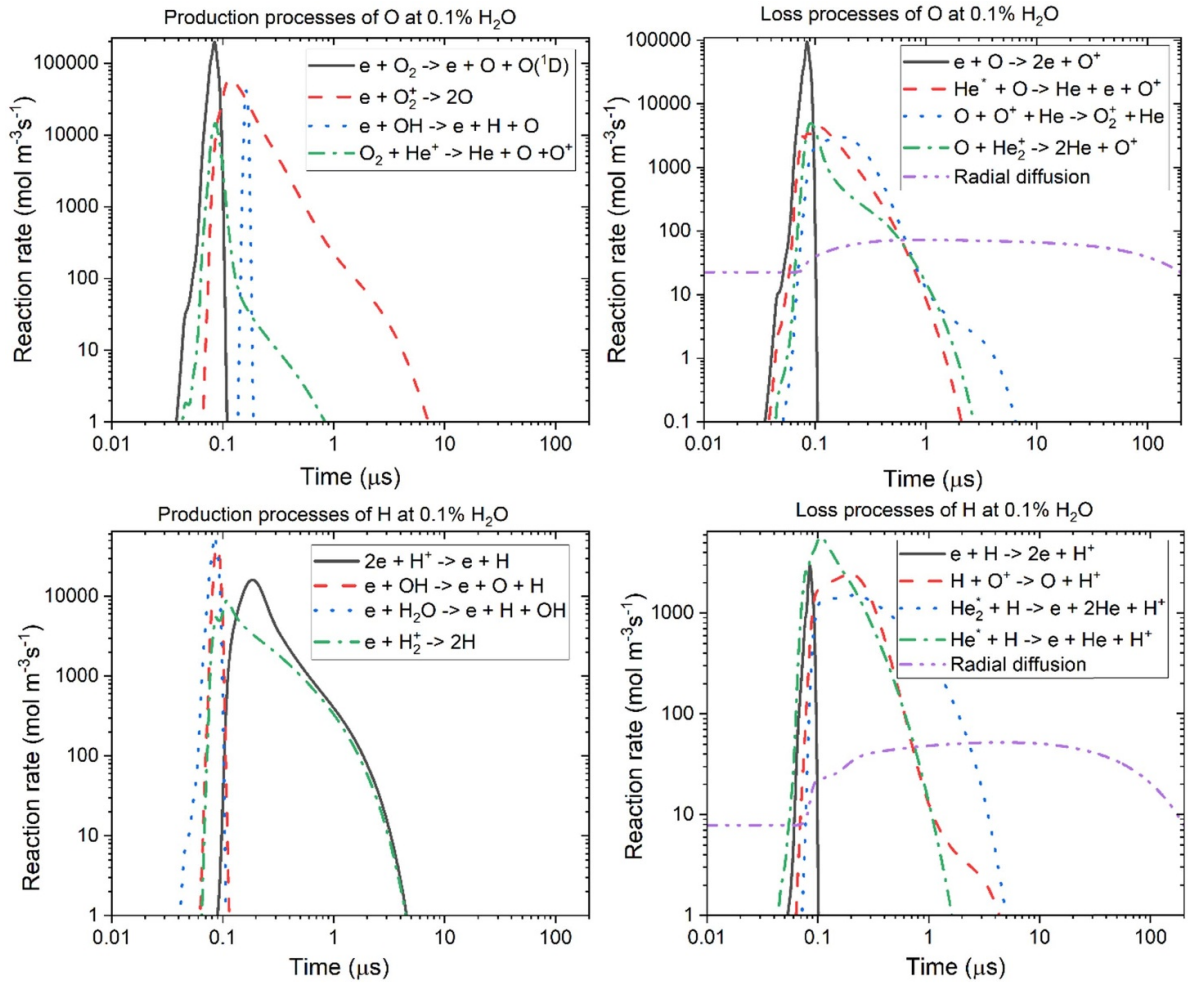 Production processes of O at 0.1% H₂O
Reaction rate (mol m⁻³s⁻¹)
100000
10000
1000
100
10
1
e + O₂ -> e + O + O(¹D)
e + O₂⁺ -> 2O
e + OH -> e + H + O
O₂ + He⁺ -> He + O +O⁺
0.01 0.1 1 10 100
Time (μs)
Loss processes of O at 0.1% H₂O
Reaction rate (mol m⁻³s⁻¹)
100000
10000
1000
100
10
1
0.1
e + O -> 2e + O⁺
He* + O -> He + e + O⁺
O + O⁺ + He -> O₂⁺ + He
O + He₂⁺ -> 2He + O⁺
Radial diffusion
0.01 0.1 1 10 100
Time (μs)
Production processes of H at 0.1% H₂O
Reaction rate (mol m⁻³s⁻¹)
10000
1000
100
10
1
2e + H⁺ -> e + H
e + OH -> e + O + H
e + H₂O -> e + H + OH
e + H₂⁺ -> 2H
0.01 0.1 1 10 100
Time (μs)
Loss processes of H at 0.1% H₂O
Reaction rate (mol m⁻³s⁻¹)
1000
100
10
1
e + H -> 2e + H⁺
H + O⁺ -> O + H⁺
He₂* + H -> e + 2He + H⁺
He* + H -> e + He + H⁺
Radial diffusion
0.01 0.1 1 10 100
Time (μs)